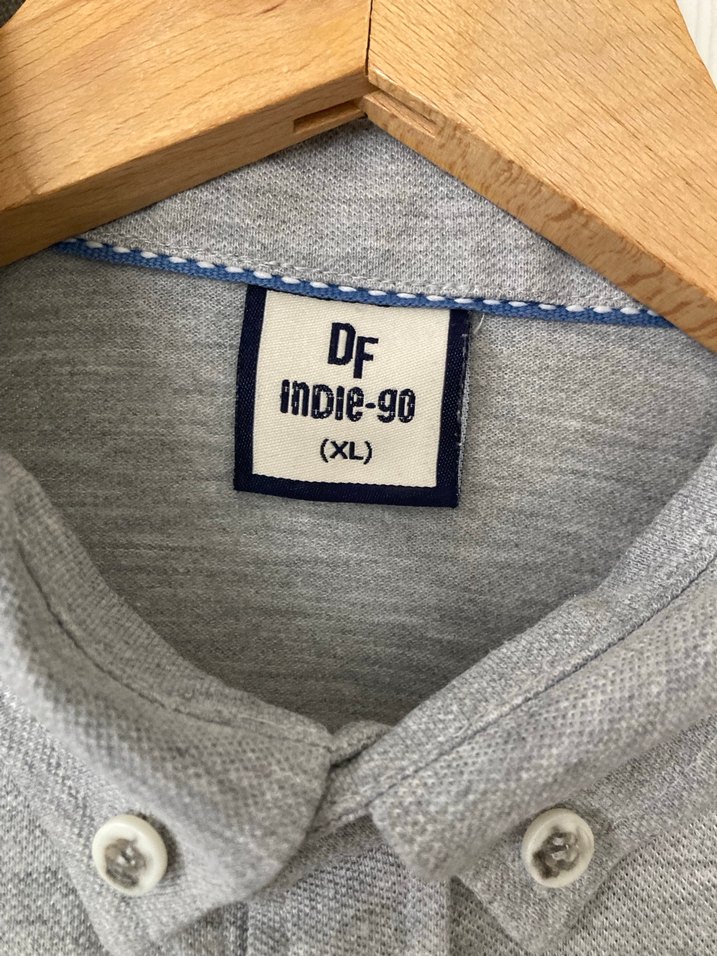 DF
INDIE-go
(XL)